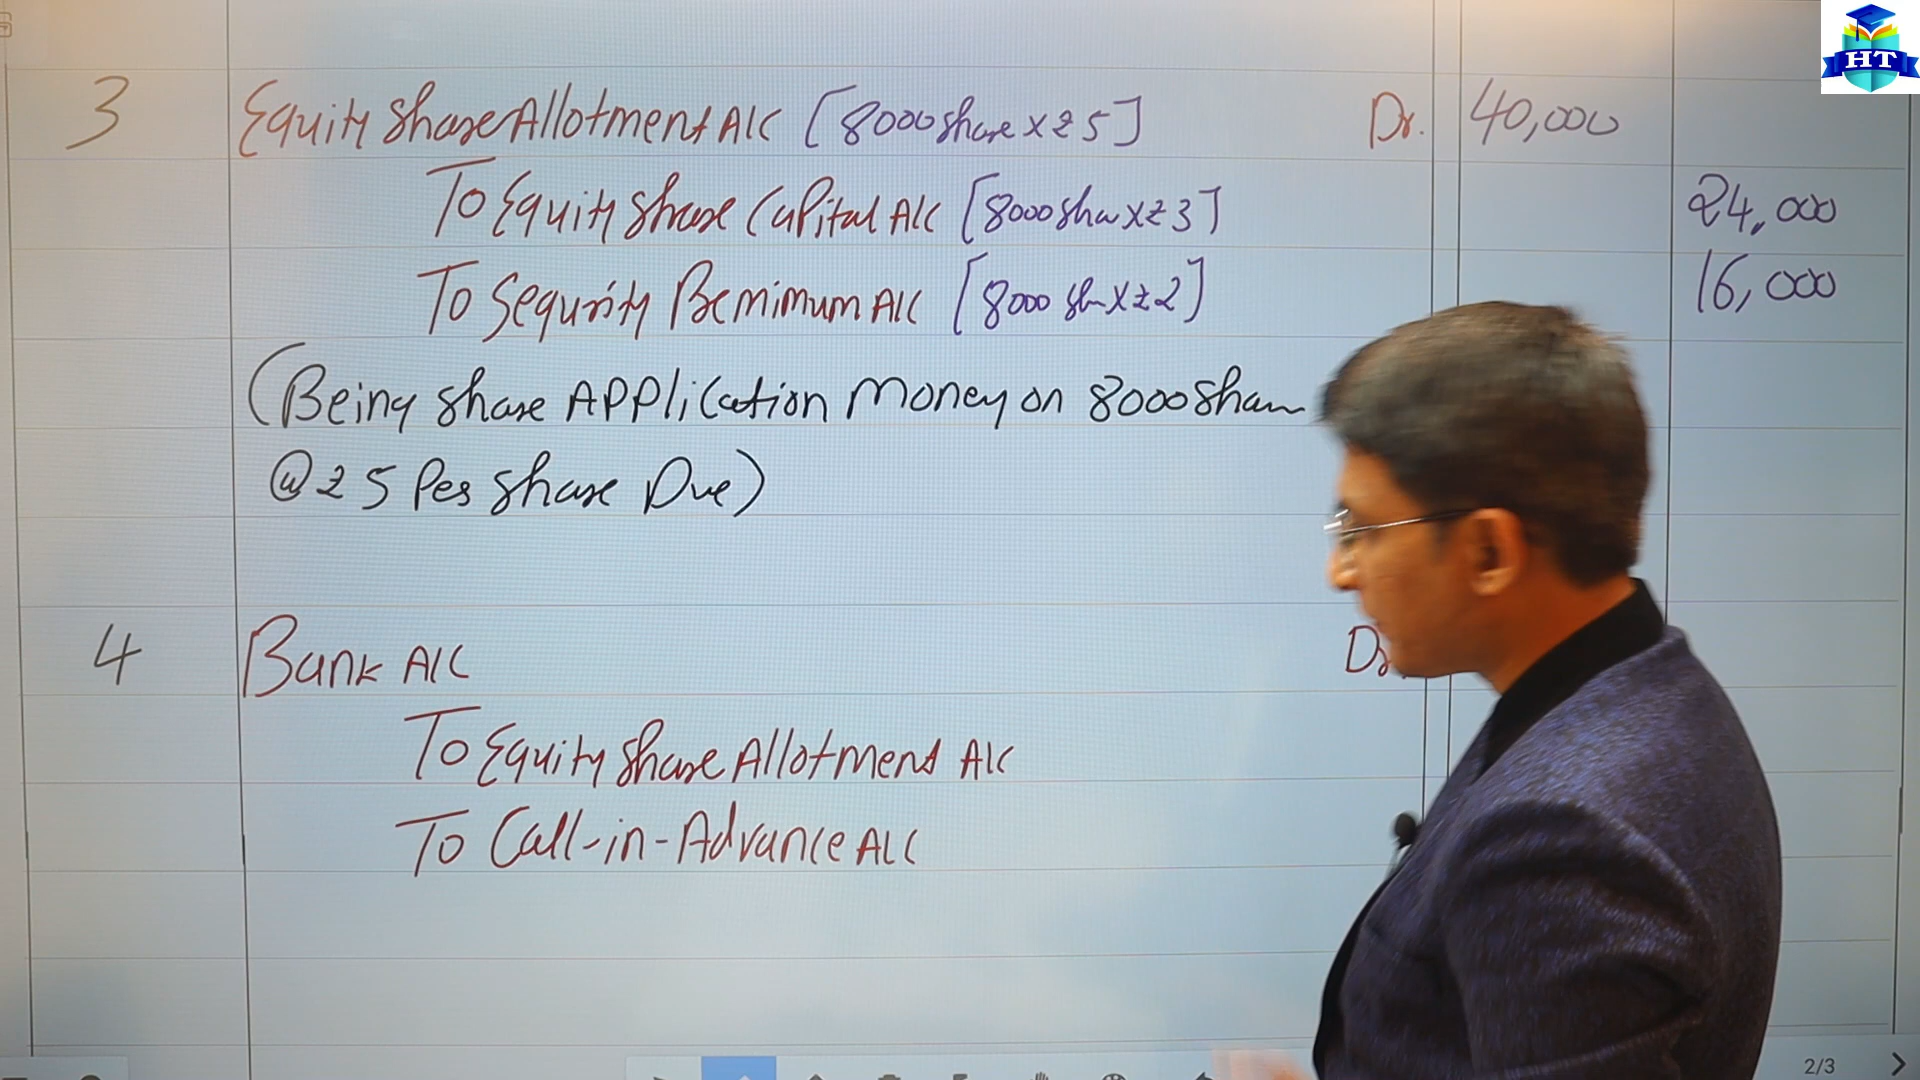 HT
3 Equity Share Allotment A/C [8000 share x ₹ 5] Dr. 40,000
To Equity Share Capital A/C [8000 sha x ₹ 3] 24,000
To Sequrity Premimum A/C [8000 sh x ₹ 2] 16,000
(Being share Application Money on 8000 Share
@ ₹ 5 Per share Due)
4 Bank A/C Dr.
To Equity Share Allotment A/C
To Call-in-Advance A/C
2/3